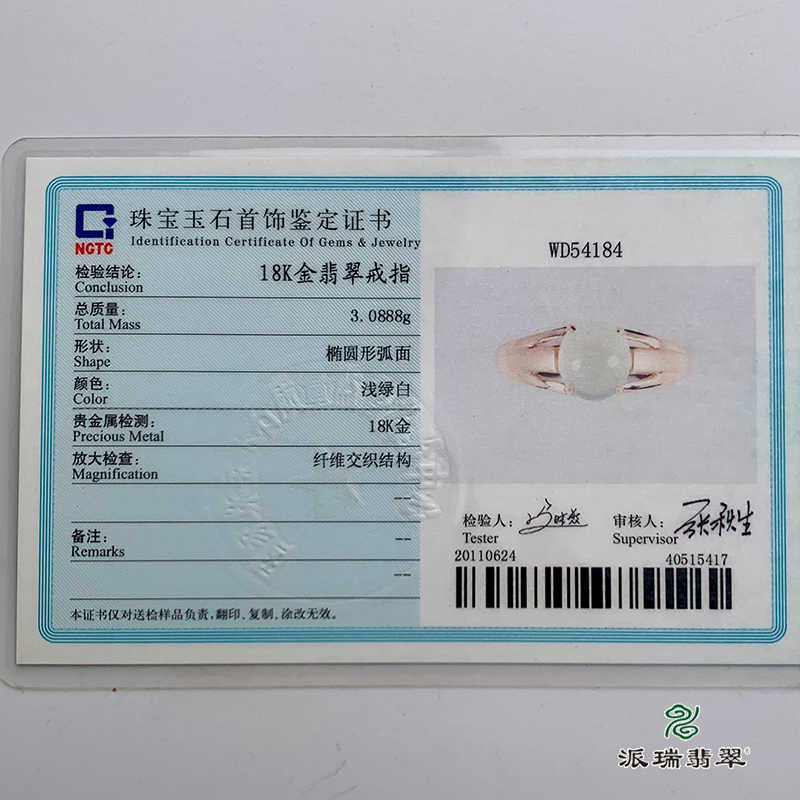 NGTC
珠宝玉石首饰鉴定证书
Identification Certificate Of Gems & Jewelry
检验结论: 18K金翡翠戒指
Conclusion
总质量: 3.0888g
Total Mass
形状: 椭圆形弧面
Shape
颜色: 浅绿白
Color
贵金属检测: 18K金
Precious Metal
放大检查: 纤维交织结构
Magnification
--
备注: --
Remarks
--
本证书仅对送检样品负责,翻印、复制、涂改无效。
WD54184
检验人: 审核人: 张秋生
Tester Supervisor
20110624 40515417
派瑞翡翠